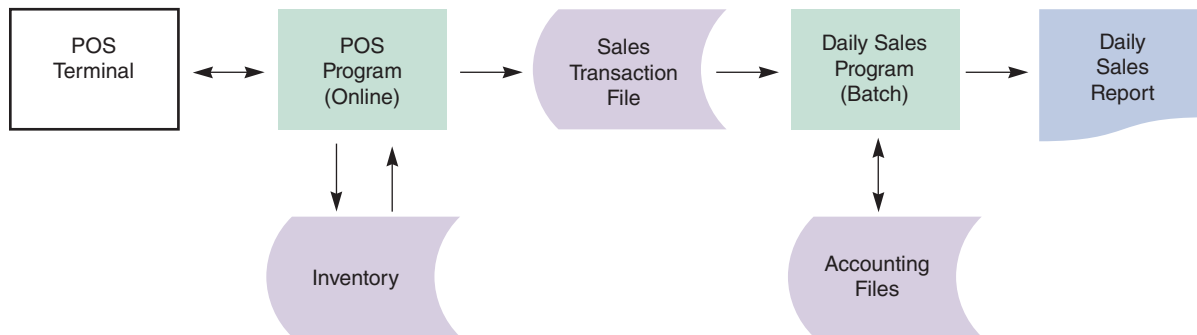 POS
Terminal
POS
Program
(Online)
Sales
Transaction
File
Daily Sales
Program
(Batch)
Daily
Sales
Report
Inventory
Accounting
Files